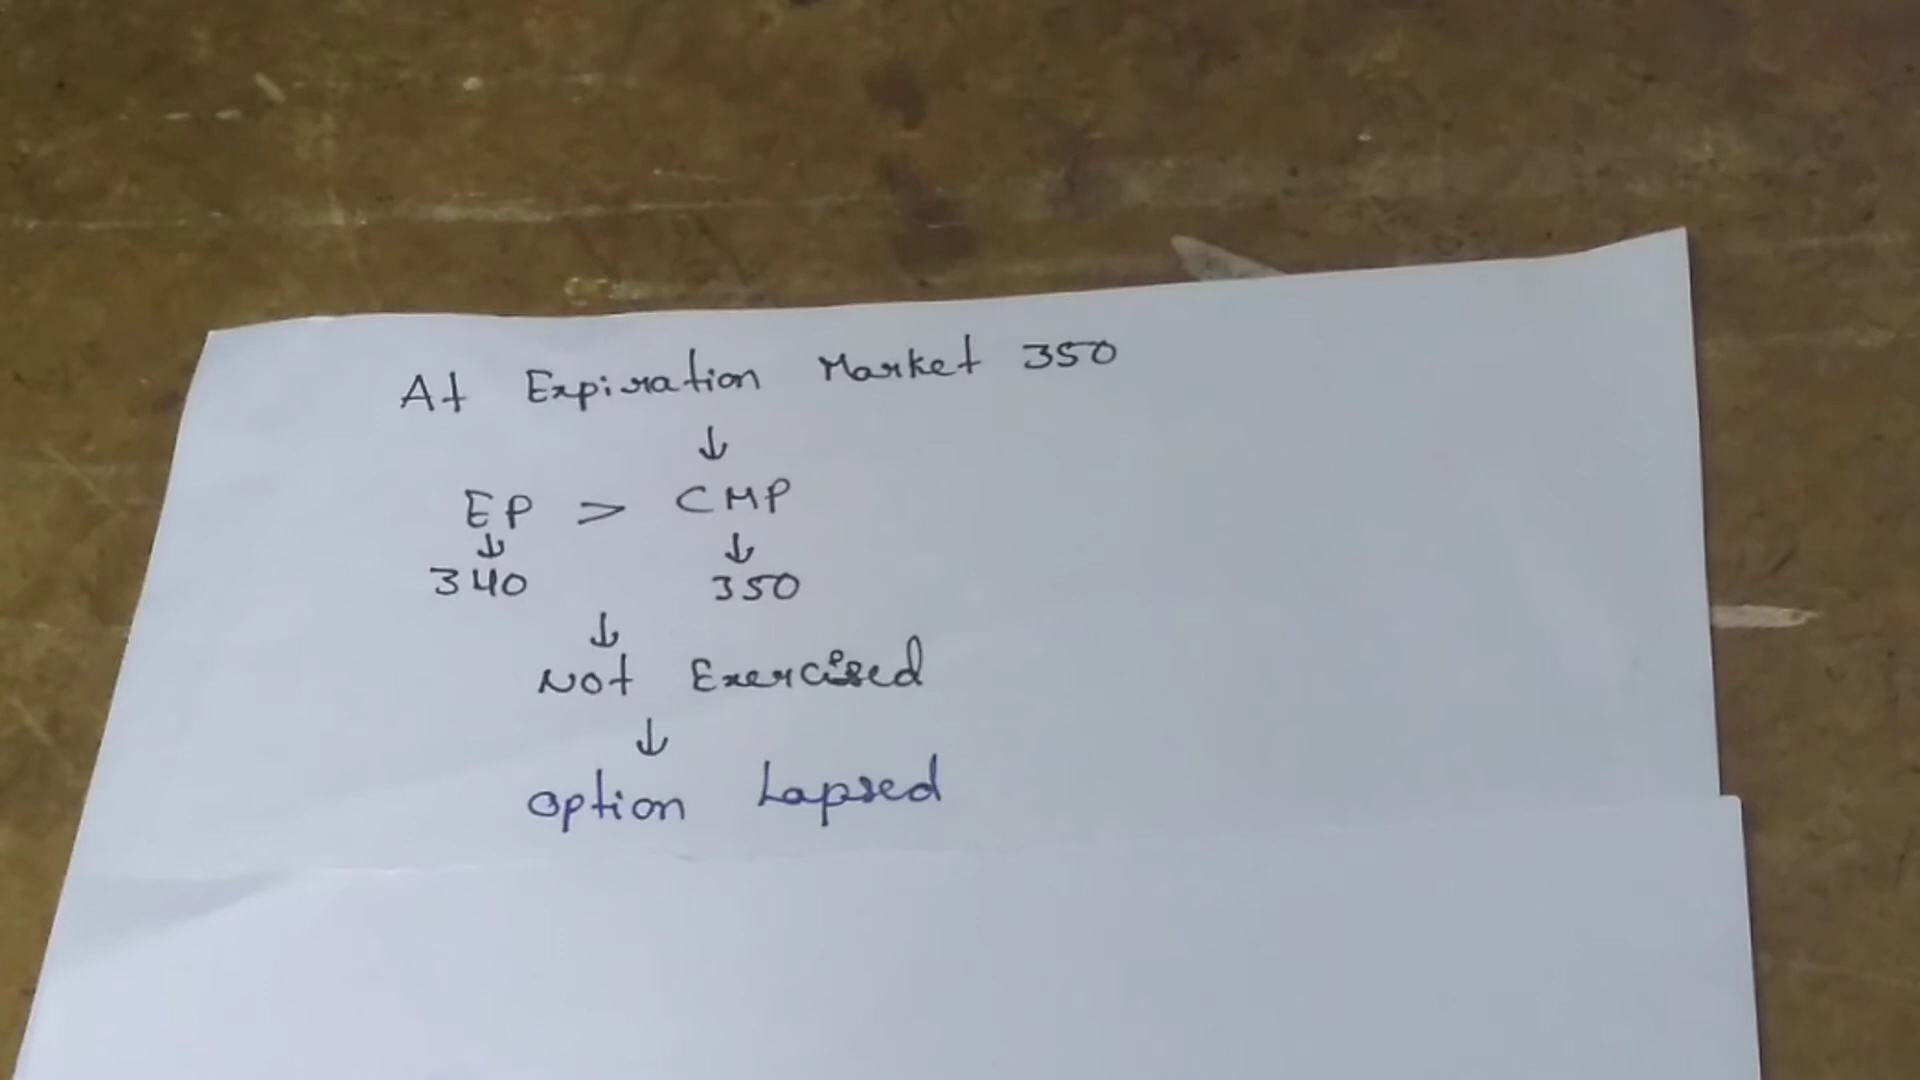 At Expiration Market 350
↓
EP > CMP
↓ ↓
340 350
↓
Not Exercised
↓
option Lapsed